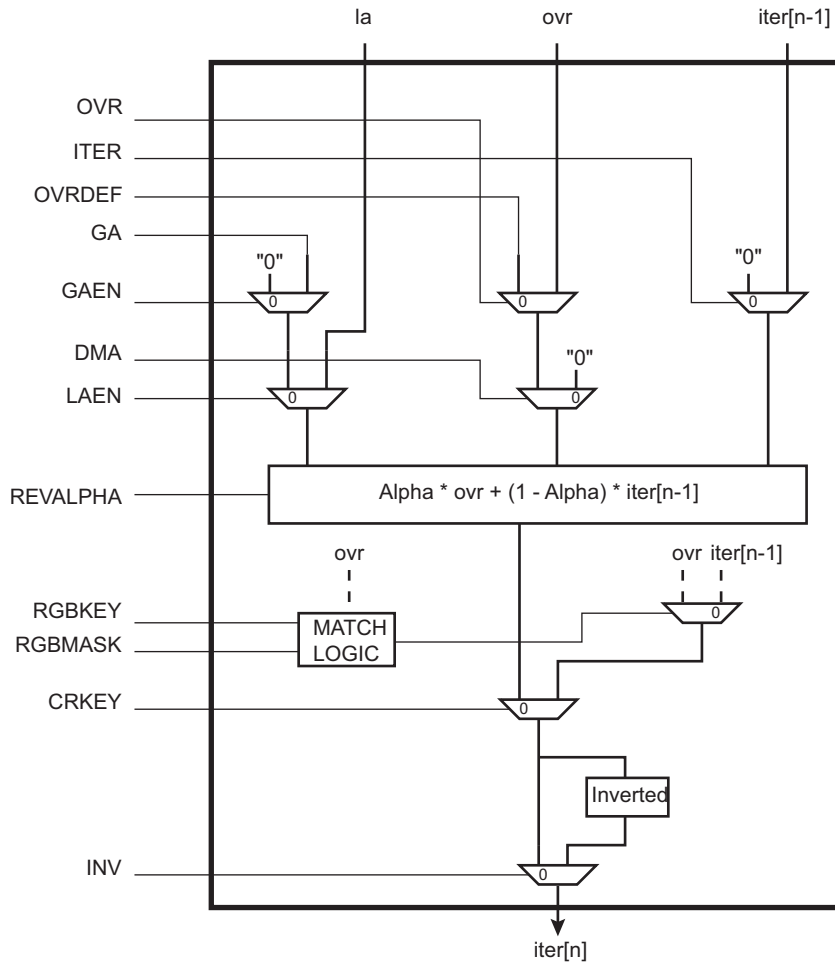 la
ovr
iter[n-1]
OVR
ITER
OVRDEF
GA
"0"
"0"
GAEN
0
0
0
DMA
"0"
LAEN
0
0
REVALPHA
Alpha * ovr + (1 - Alpha) * iter[n-1]
ovr
ovr iter[n-1]
RGBKEY
0
RGBMASK
MATCH
LOGIC
CRKEY
0
Inverted
INV
0
iter[n]